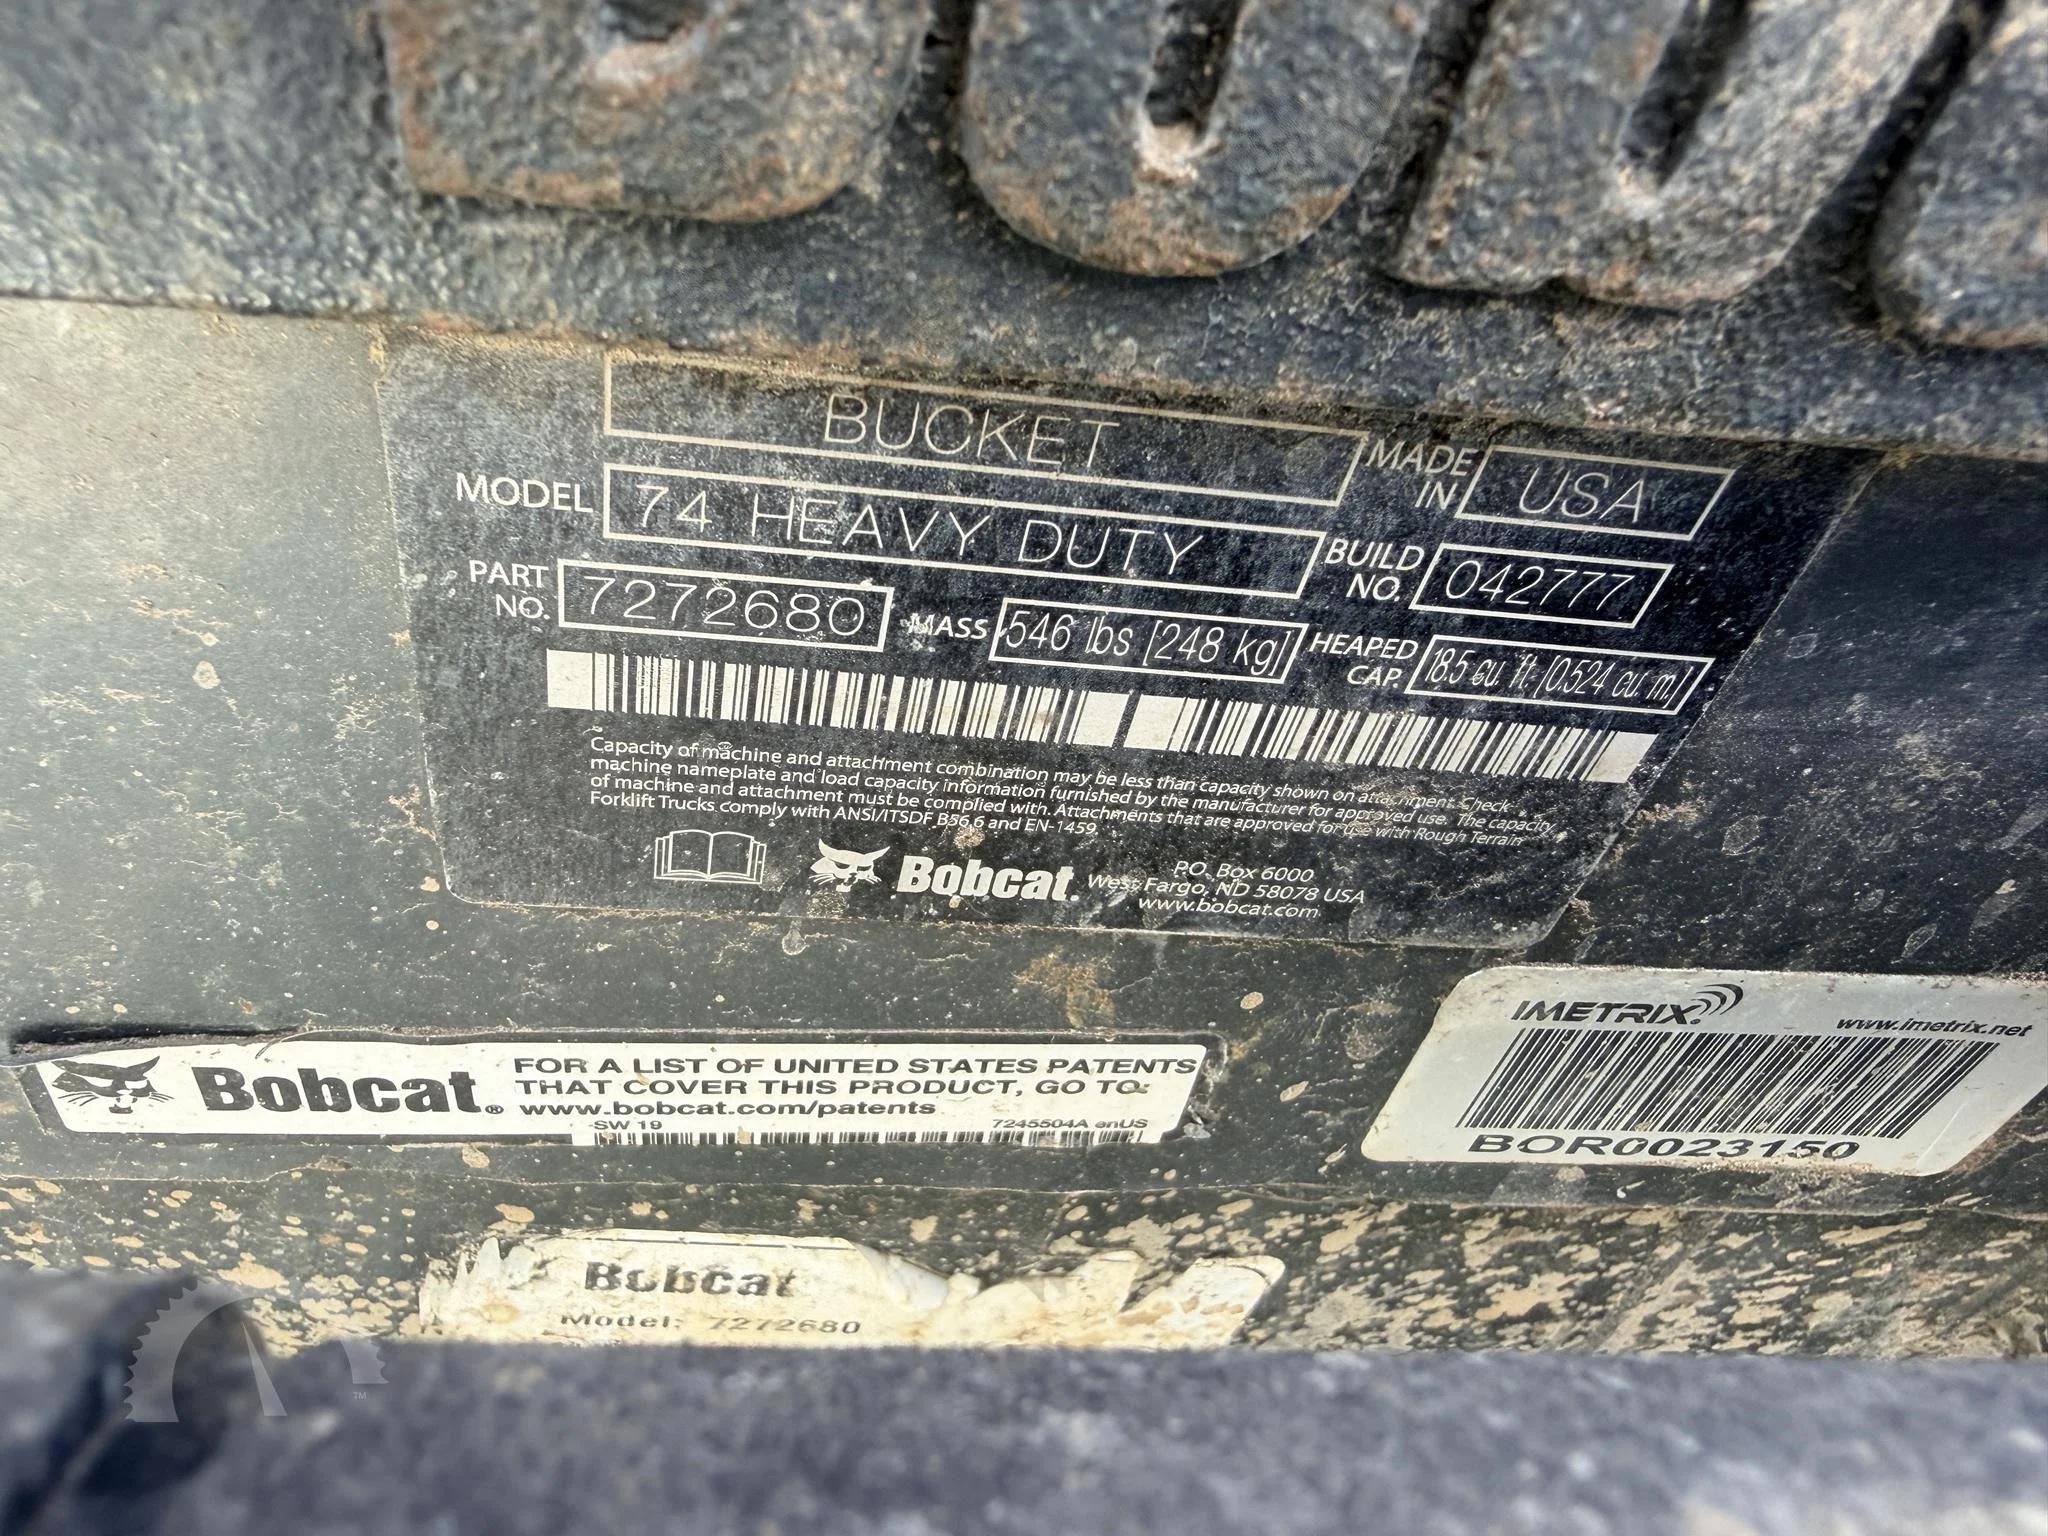 BUCKET
MADE IN USA
MODEL 74 HEAVY DUTY
BUILD NO. 042777
PART NO. 7272680
MASS 546 lbs [248 kg]
HEAPED CAP. 18.5 cu. ft. [0.524 cu. m.]
Capacity of machine and attachment combination may be less than capacity shown on attachment. Check
machine nameplate and load capacity information furnished by the manufacturer for approved use. The capacity
of machine and attachment must be complied with. Attachments that are approved for use with Rough Terrain
Forklift Trucks comply with ANSI/ITSDF B56.6 and EN-1459.
Bobcat.
P.O. Box 6000
West Fargo, ND 58078 USA
www.bobcat.com
IMETRIX.
www.imetrix.net
BOR0023150
Bobcat®
FOR A LIST OF UNITED STATES PATENTS
THAT COVER THIS PRODUCT, GO TO:
www.bobcat.com/patents
-SW 19
7245504A enUS
Bobcat
Model: 7272680
TM